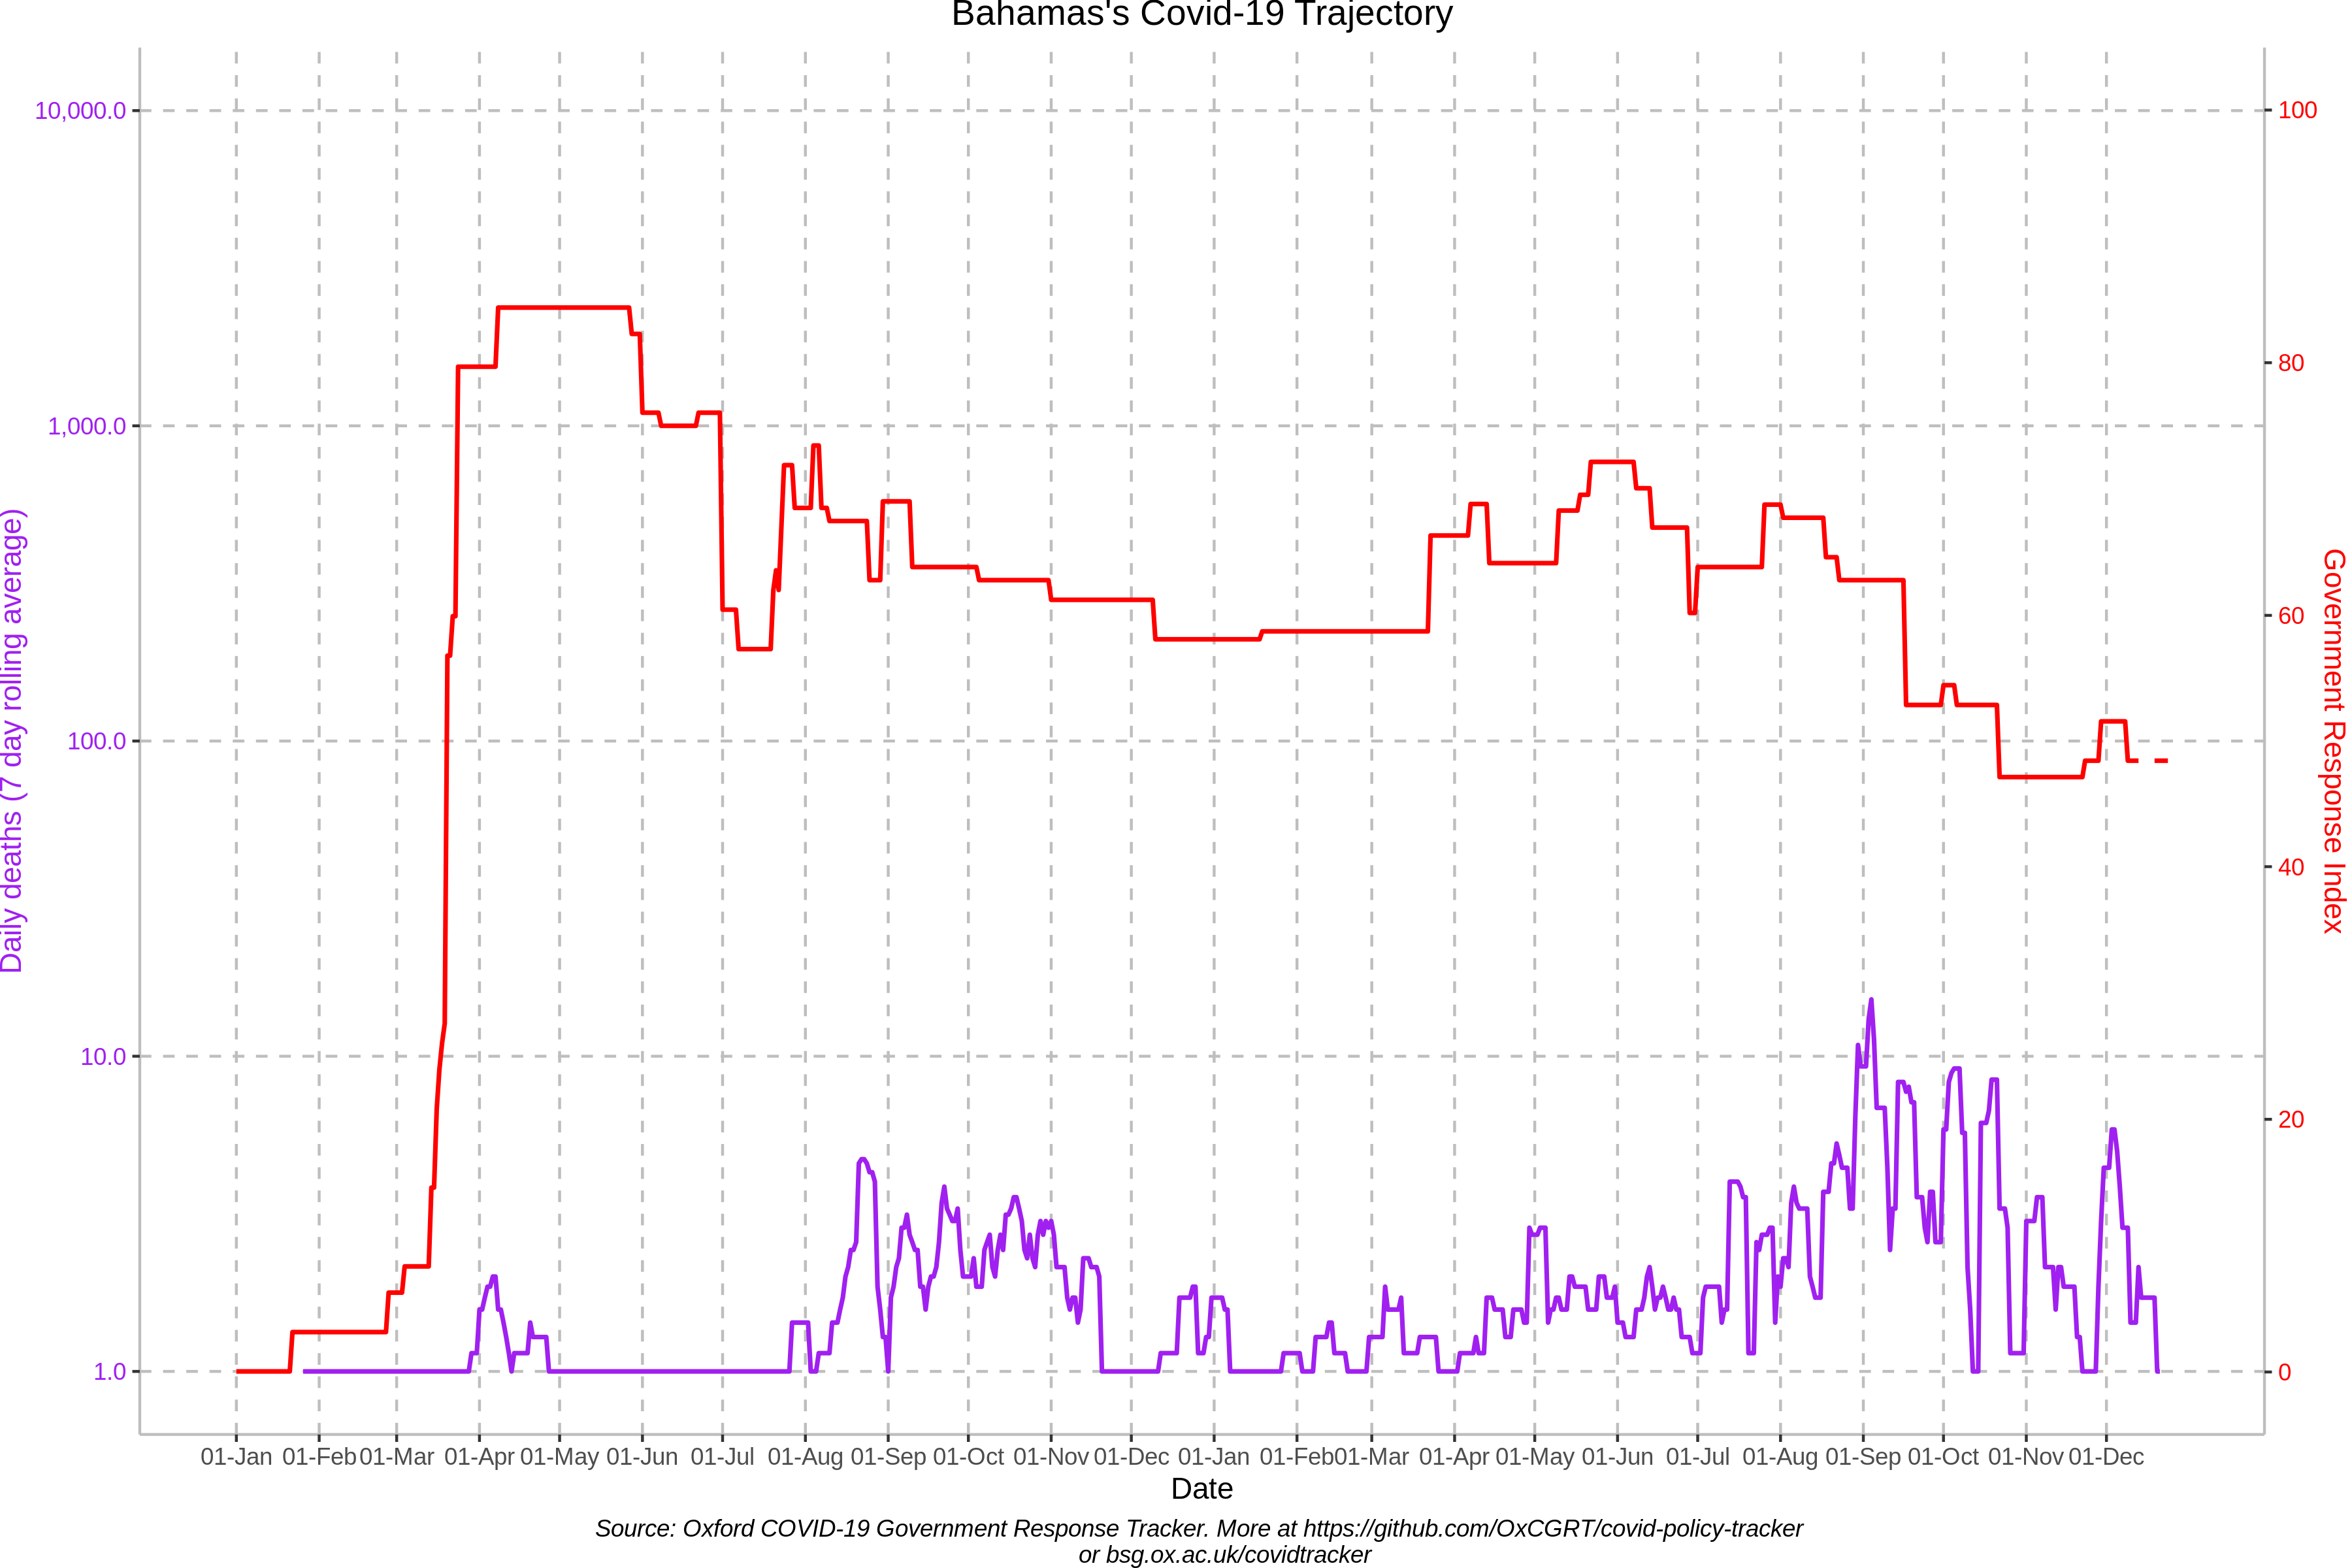 Bahamas's Covid-19 Trajectory
10,000.0
1,000.0
100.0
10.0
1.0
Daily deaths (7 day rolling average)
100
80
60
40
20
0
Government Response Index
01-Jan 01-Feb 01-Mar 01-Apr 01-May 01-Jun 01-Jul 01-Aug 01-Sep 01-Oct 01-Nov 01-Dec 01-Jan 01-Feb 01-Mar 01-Apr 01-May 01-Jun 01-Jul 01-Aug 01-Sep 01-Oct 01-Nov 01-Dec
Date
Source: Oxford COVID-19 Government Response Tracker. More at https://github.com/OxCGRT/covid-policy-tracker
or bsg.ox.ac.uk/covidtracker